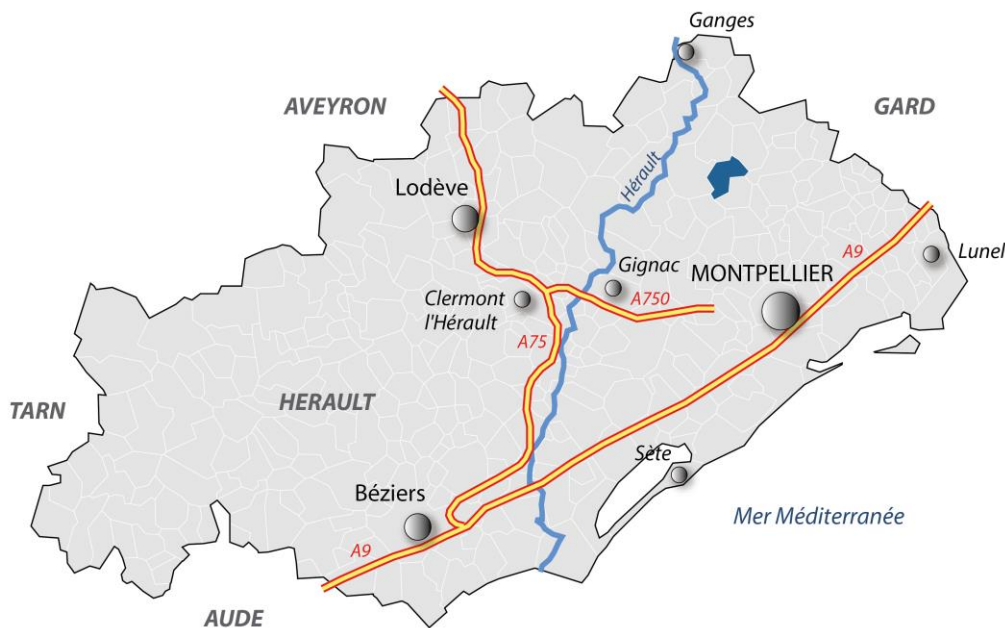 Ganges
AVEYRON
GARD
Hérault
Lodève
A9
Lunel
Gignac
MONTPELLIER
Clermont
l'Hérault
A750
A75
HERAULT
TARN
Sète
Béziers
Mer Méditerranée
A9
AUDE